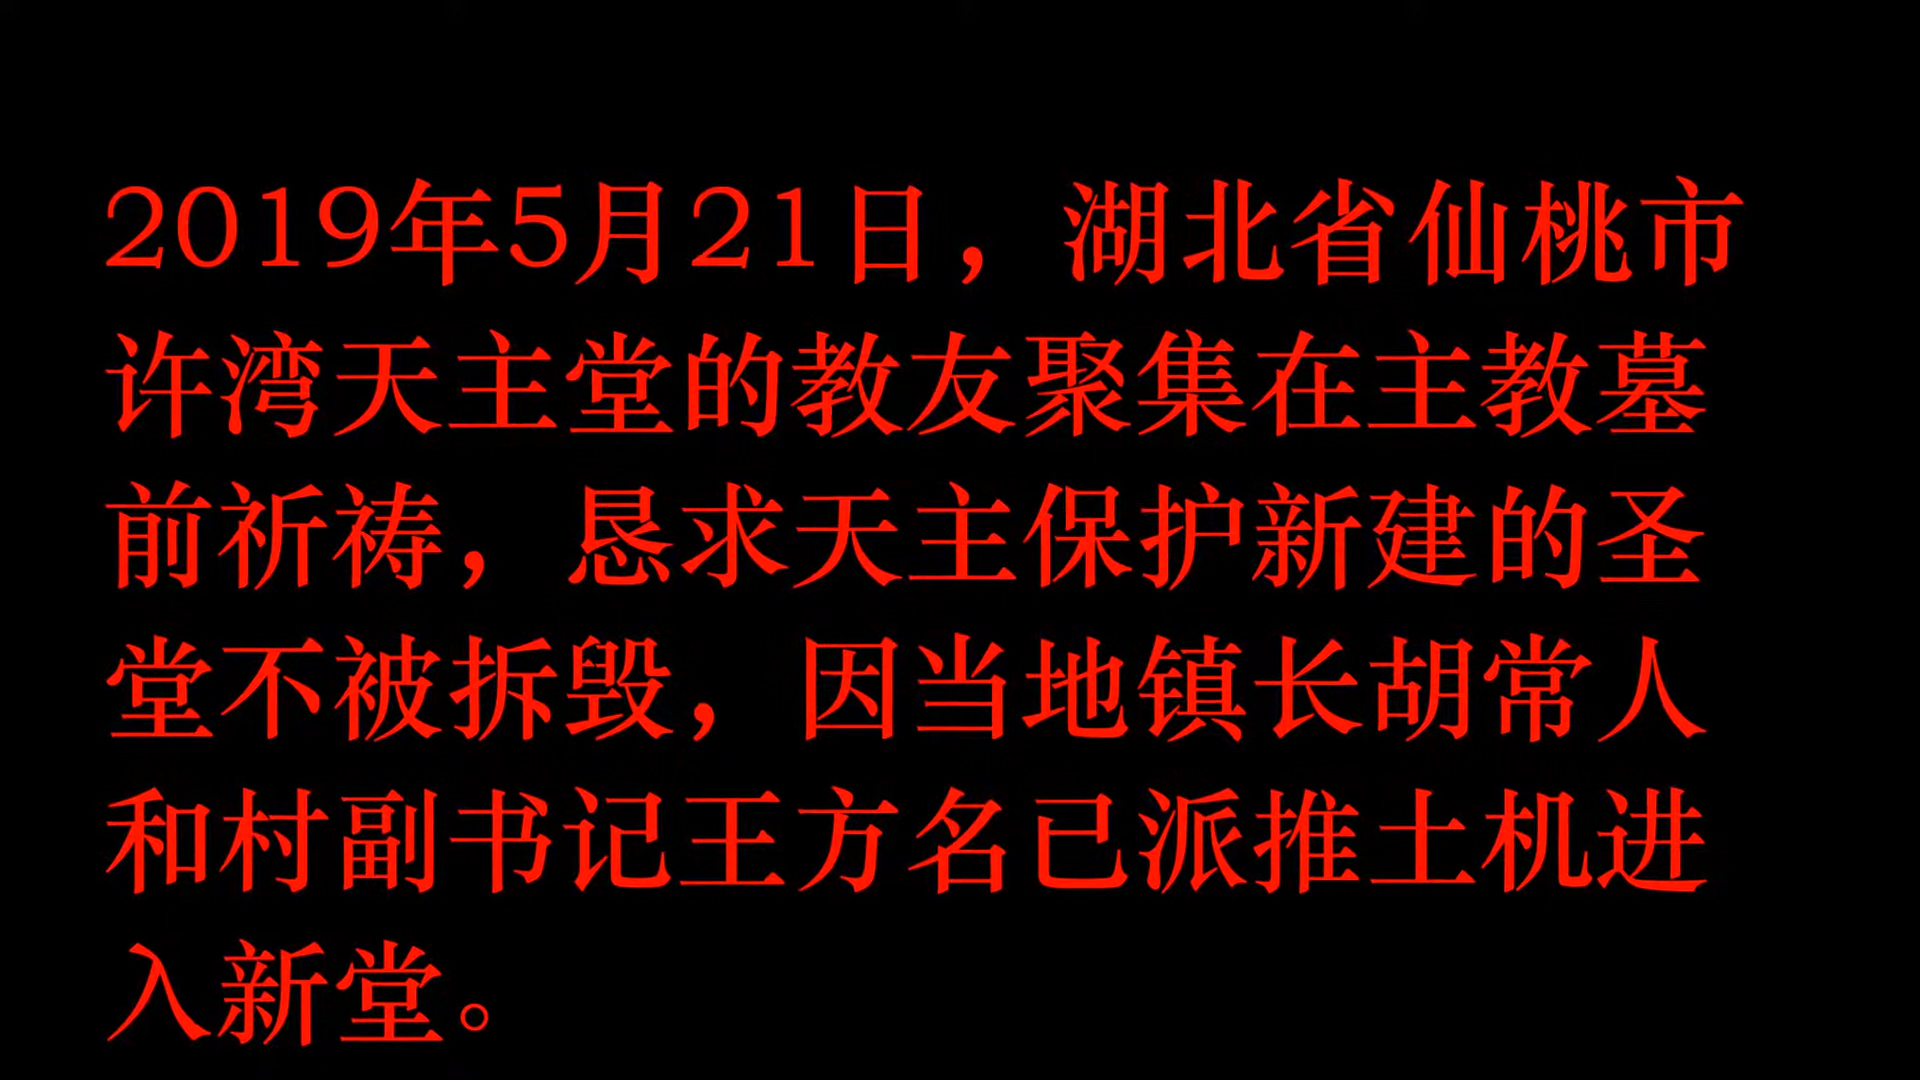 2019年5月21日，湖北省仙桃市
许湾天主堂的教友聚集在主教墓
前祈祷，恳求天主保护新建的圣
堂不被拆毁，因当地镇长胡常人
和村副书记王方名已派推土机进
入新堂。